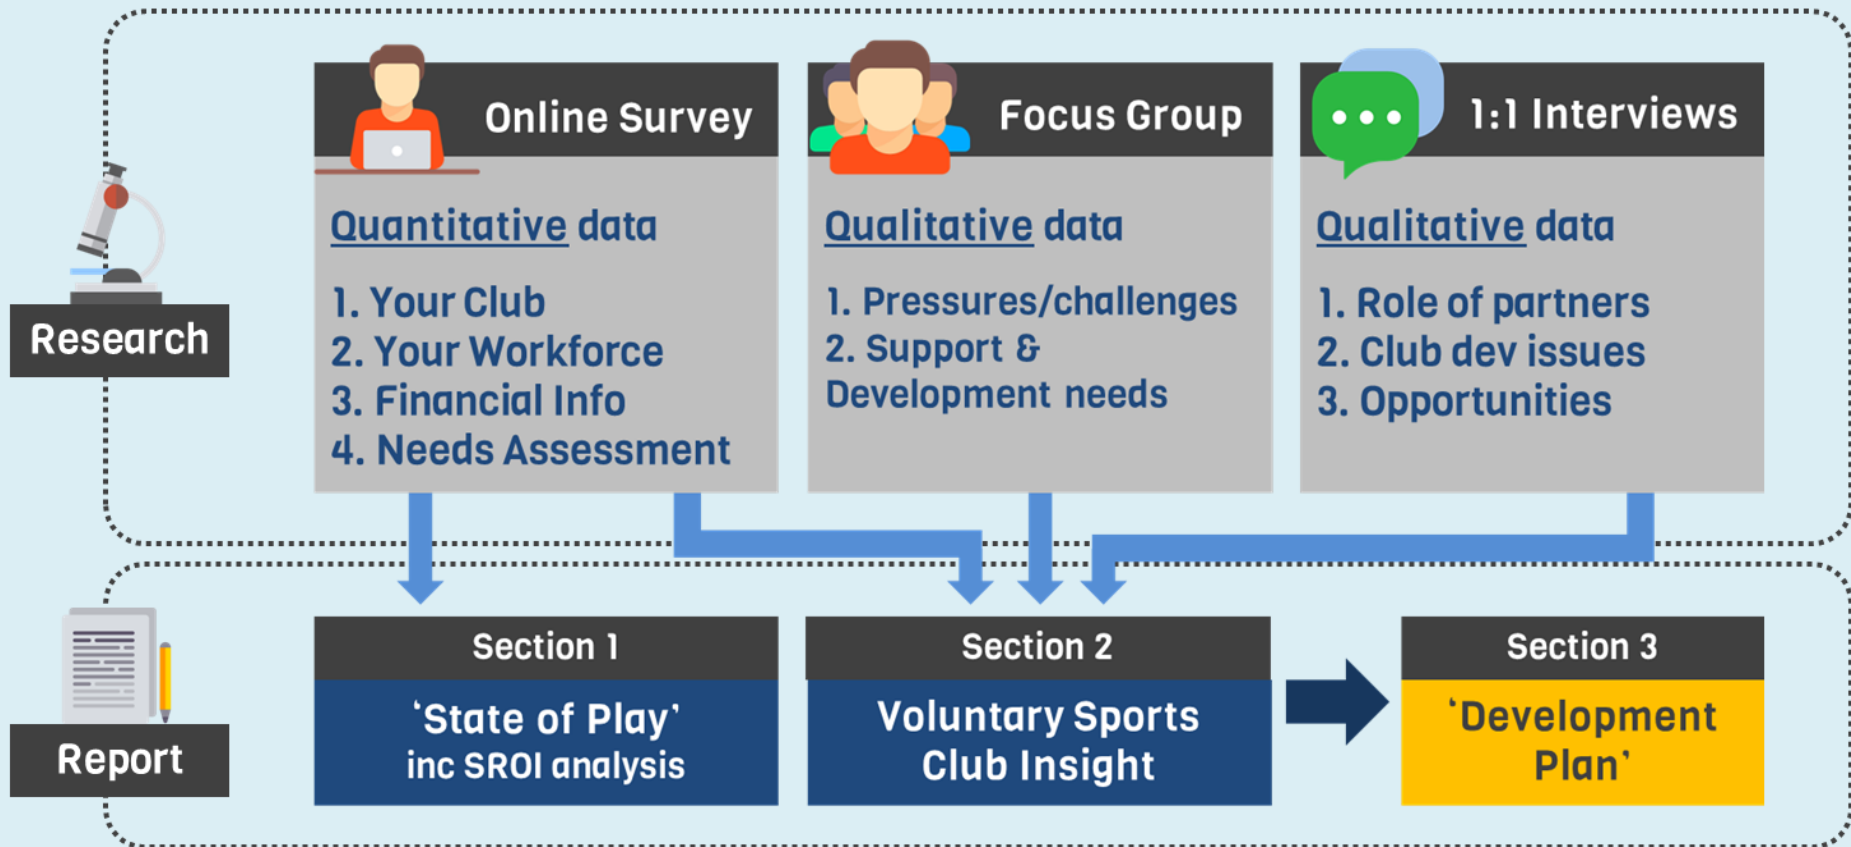 Research
Online Survey
Quantitative data
1. Your Club
2. Your Workforce
3. Financial Info
4. Needs Assessment
Focus Group
Qualitative data
1. Pressures/challenges
2. Support &
Development needs
1:1 Interviews
Qualitative data
1. Role of partners
2. Club dev issues
3. Opportunities
Report
Section 1
‘State of Play’
inc SROI analysis
Section 2
Voluntary Sports
Club Insight
Section 3
‘Development
Plan’